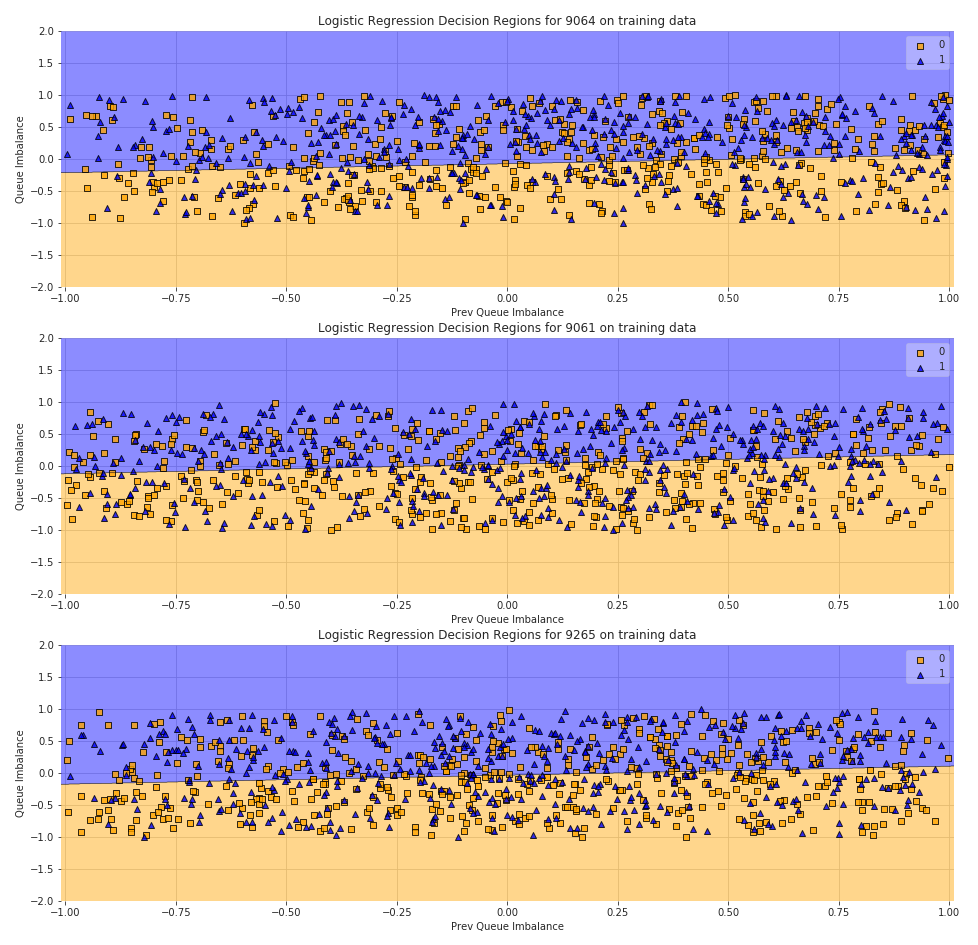 Logistic Regression Decision Regions for 9064 on training data
2.0
1.5
1.0
0.5
0.0
−0.5
−1.0
−1.5
−2.0
Queue Imbalance
0
1
−1.00 −0.75 −0.50 −0.25 0.00 0.25 0.50 0.75 1.00
Prev Queue Imbalance
Logistic Regression Decision Regions for 9061 on training data
2.0
1.5
1.0
0.5
0.0
−0.5
−1.0
−1.5
−2.0
Queue Imbalance
0
1
−1.00 −0.75 −0.50 −0.25 0.00 0.25 0.50 0.75 1.00
Prev Queue Imbalance
Logistic Regression Decision Regions for 9265 on training data
2.0
1.5
1.0
0.5
0.0
−0.5
−1.0
−1.5
−2.0
Queue Imbalance
0
1
−1.00 −0.75 −0.50 −0.25 0.00 0.25 0.50 0.75 1.00
Prev Queue Imbalance